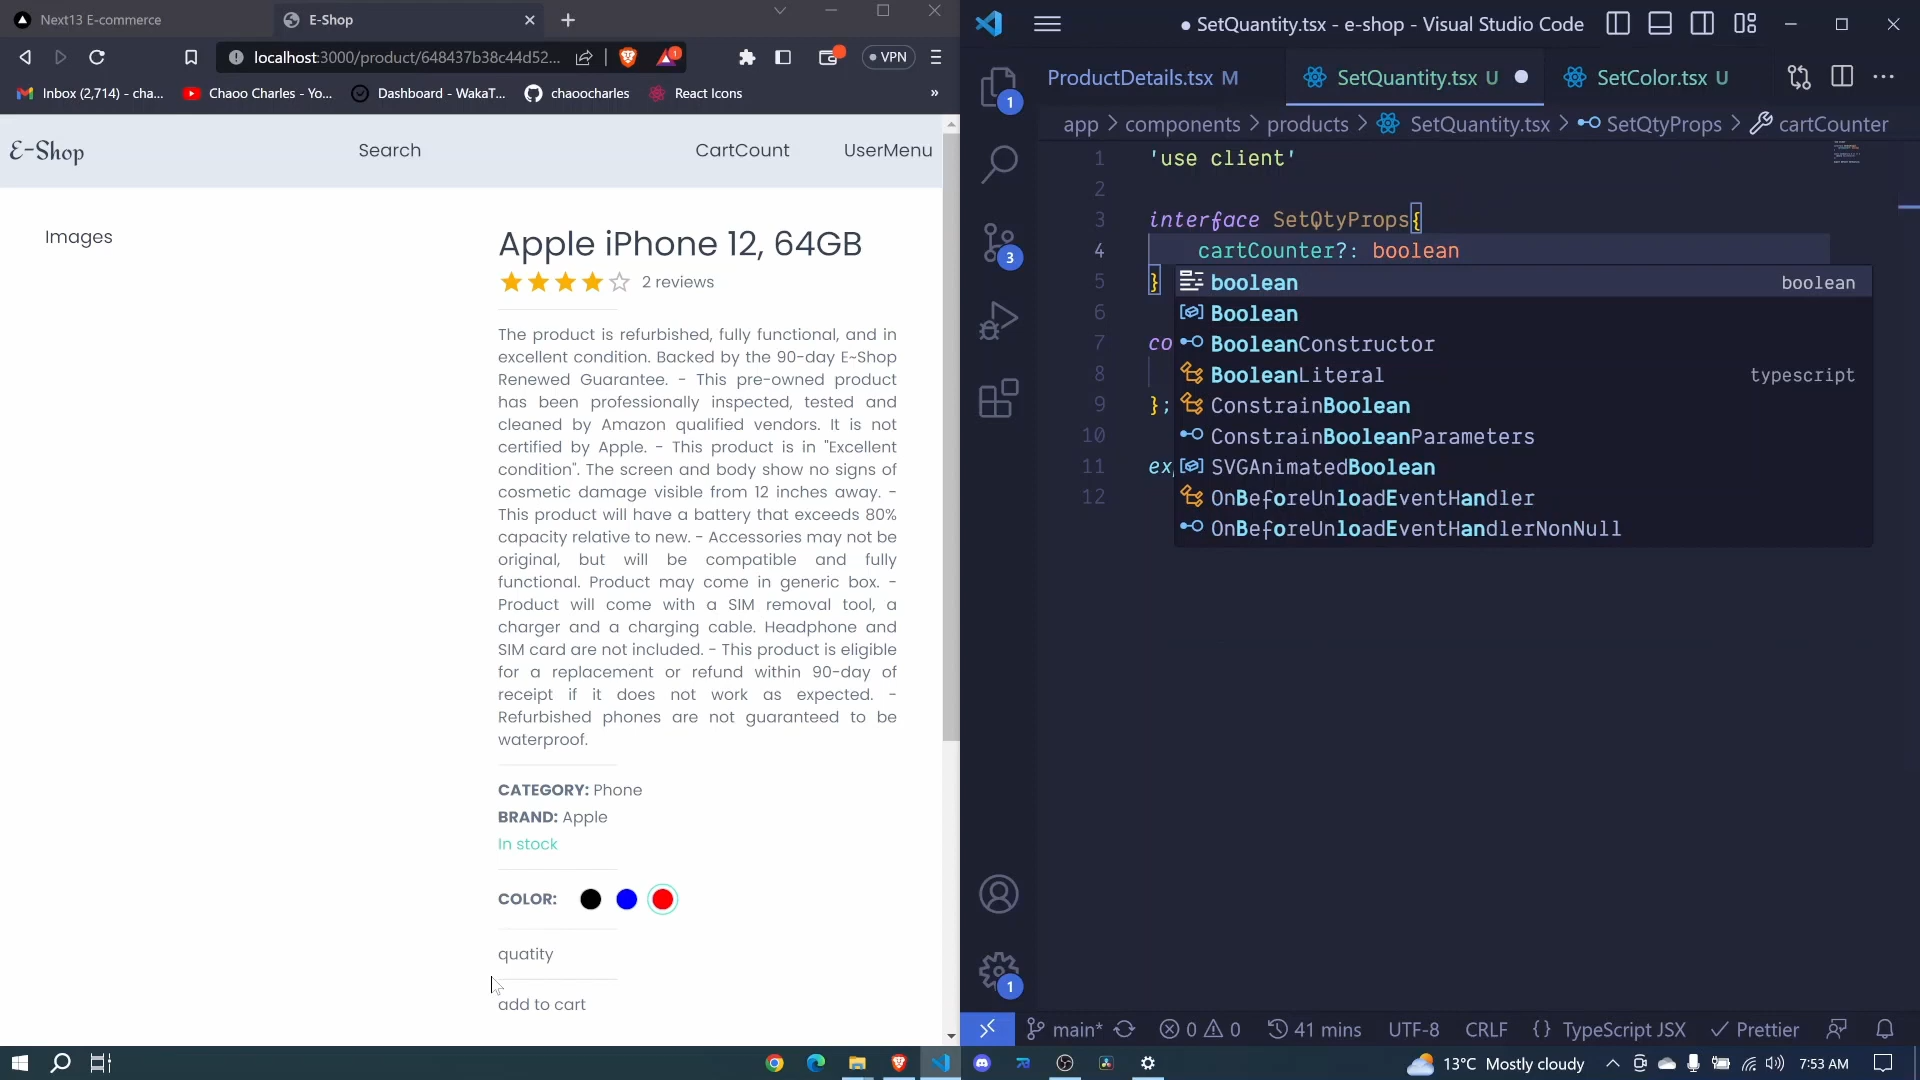 Next13 E-commerce
E-Shop
localhost:3000/product/648437b38c44d52...
1
VPN
Inbox (2,714) - cha...
Chaoo Charles - Yo...
Dashboard - WakaT...
chaoocharles
React Icons
»
E-Shop
Search
CartCount
UserMenu
Images
Apple iPhone 12, 64GB
2 reviews
The product is refurbished, fully functional, and in
excellent condition. Backed by the 90-day E~Shop
Renewed Guarantee. - This pre-owned product
has been professionally inspected, tested and
cleaned by Amazon qualified vendors. It is not
certified by Apple. - This product is in "Excellent
condition". The screen and body show no signs of
cosmetic damage visible from 12 inches away. -
This product will have a battery that exceeds 80%
capacity relative to new. - Accessories may not be
original, but will be compatible and fully
functional. Product may come in generic box. -
Product will come with a SIM removal tool, a
charger and a charging cable. Headphone and
SIM card are not included. - This product is eligible
for a replacement or refund within 90-day of
receipt if it does not work as expected. -
Refurbished phones are not guaranteed to be
waterproof.
CATEGORY: Phone
BRAND: Apple
In stock
COLOR:
quatity
add to cart
● SetQuantity.tsx - e-shop - Visual Studio Code
ProductDetails.tsx M
SetQuantity.tsx U
SetColor.tsx U
app > components > products > SetQuantity.tsx > SetQtyProps > cartCounter
1
3
1
1 'use client'
2
3 interface SetQtyProps{
4 cartCounter?: boolean
5 }
6
7 co
8
9 };
10
11 ex
12
boolean boolean
Boolean
BooleanConstructor
BooleanLiteral typescript
ConstrainBoolean
ConstrainBooleanParameters
SVGAnimatedBoolean
OnBeforeUnloadEventHandler
OnBeforeUnloadEventHandlerNonNull
main* 0 0 41 mins UTF-8 CRLF {} TypeScript JSX Prettier
13°C Mostly cloudy
7:53 AM